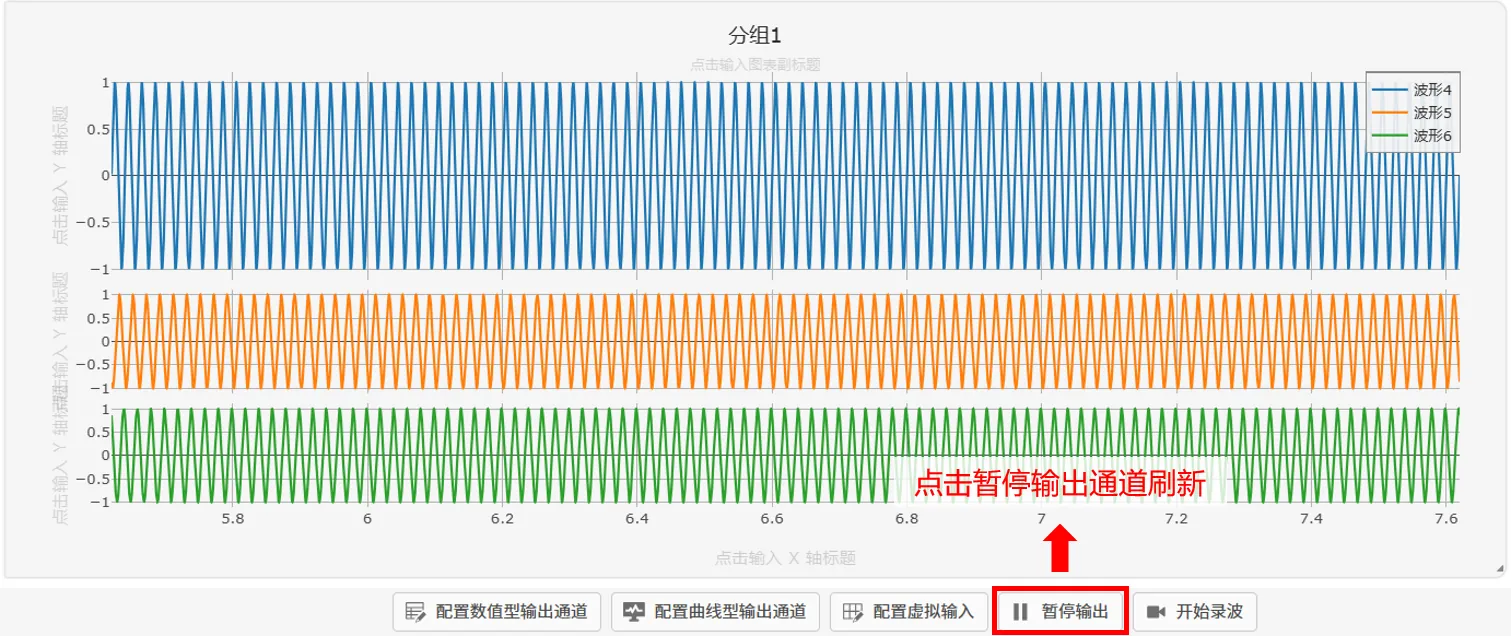 分组1
点击输入图表副标题
点击输入 Y 轴标题
1
0.5
0
−0.5
−1
波形4
波形5
波形6
点击输入 Y 轴标题
1
0.5
0
−0.5
−1
点击输入 Y 轴标题
1
0.5
0
−0.5
−1
点击暂停输出通道刷新
5.8 6 6.2 6.4 6.6 6.8 7 7.2 7.4 7.6
点击输入 X 轴标题
配置数值型输出通道 配置曲线型输出通道 配置虚拟输入 暂停输出 开始录波